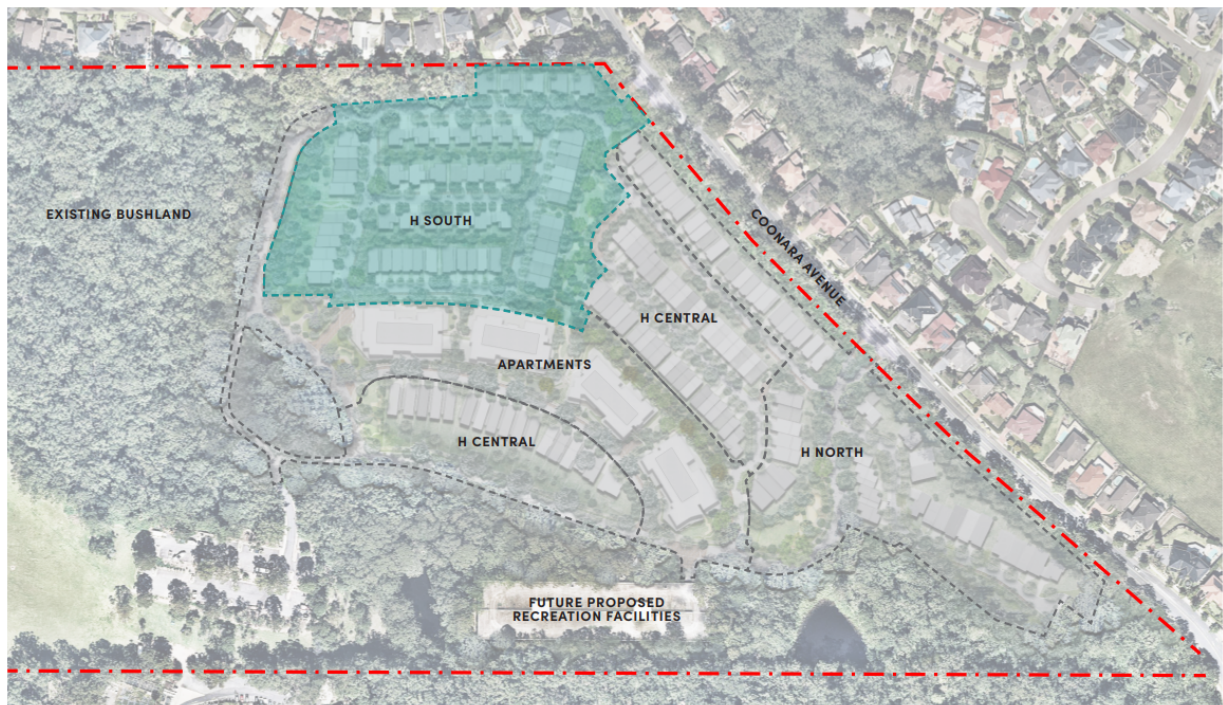 EXISTING BUSHLAND
H SOUTH
COONARA AVENUE
H CENTRAL
APARTMENTS
H CENTRAL
H NORTH
FUTURE PROPOSED
RECREATION FACILITIES